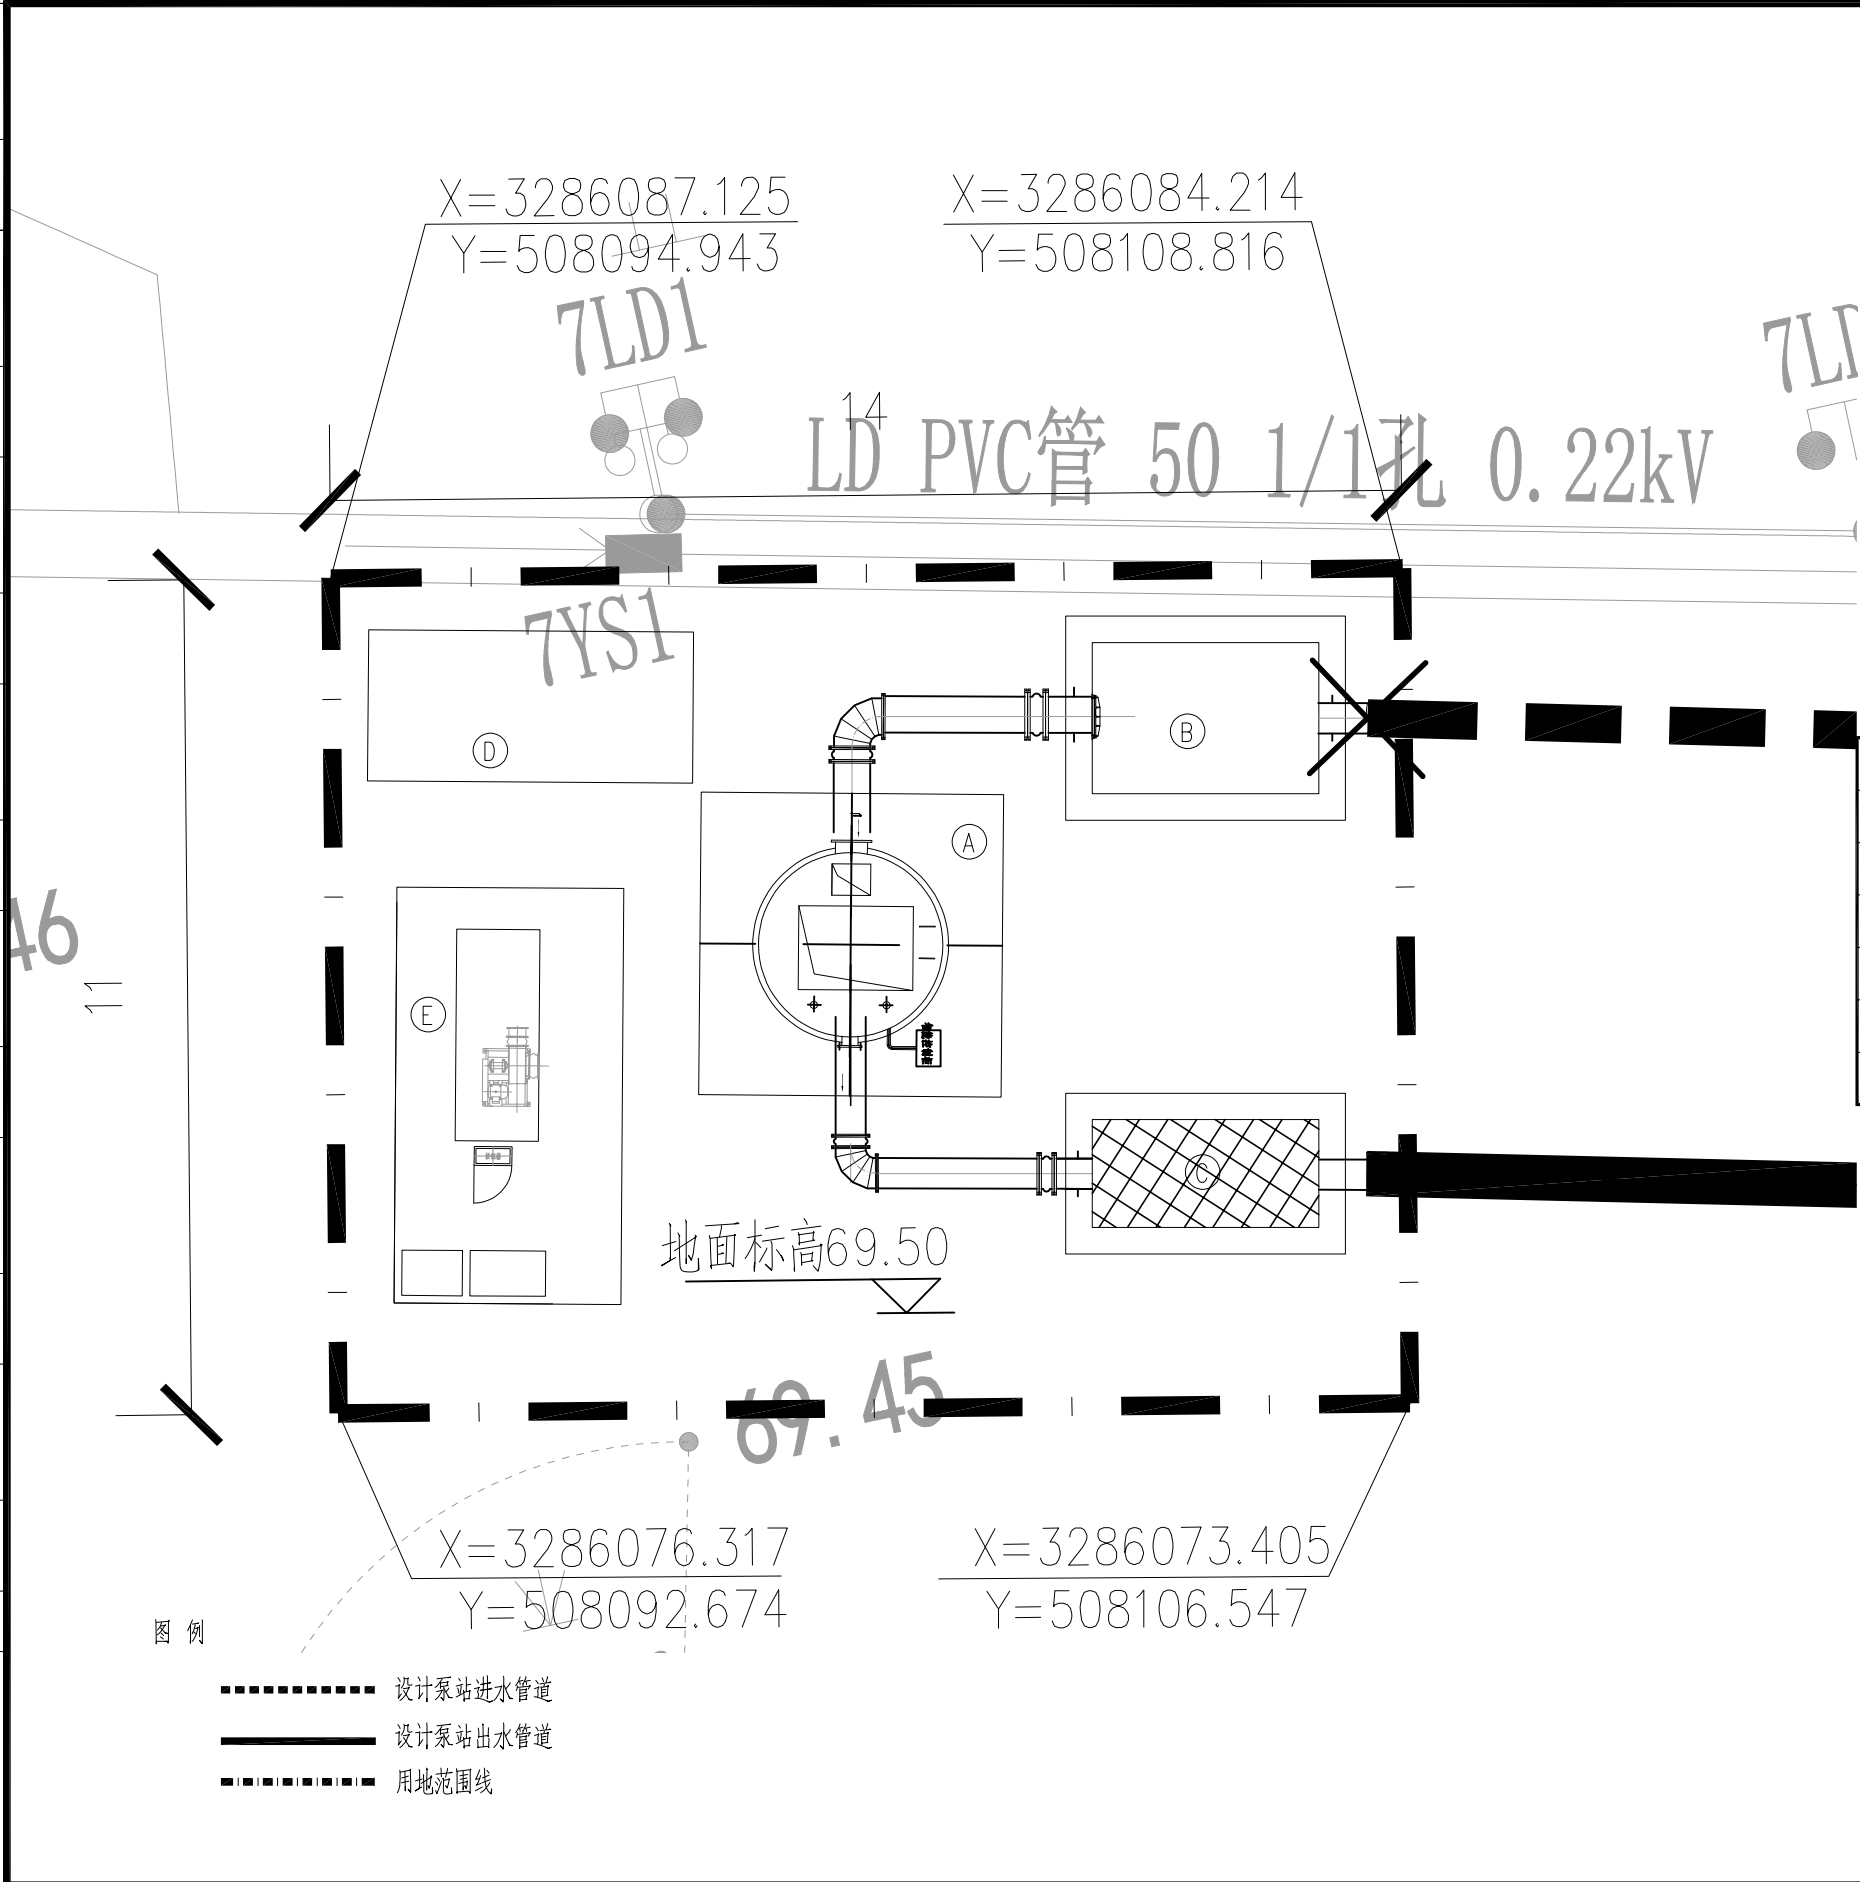 X=3286087.125
Y=508094.943
X=3286084.214
Y=508108.816
7LD1
14
LD PVC管 50 1/1孔 0.22kV
7YS1
D
B
A
46
11
E
C
地面标高69.50
69.45
X=3286076.317
Y=508092.674
X=3286073.405
Y=508106.547
图 例
设计泵站进水管道
设计泵站出水管道
用地范围线